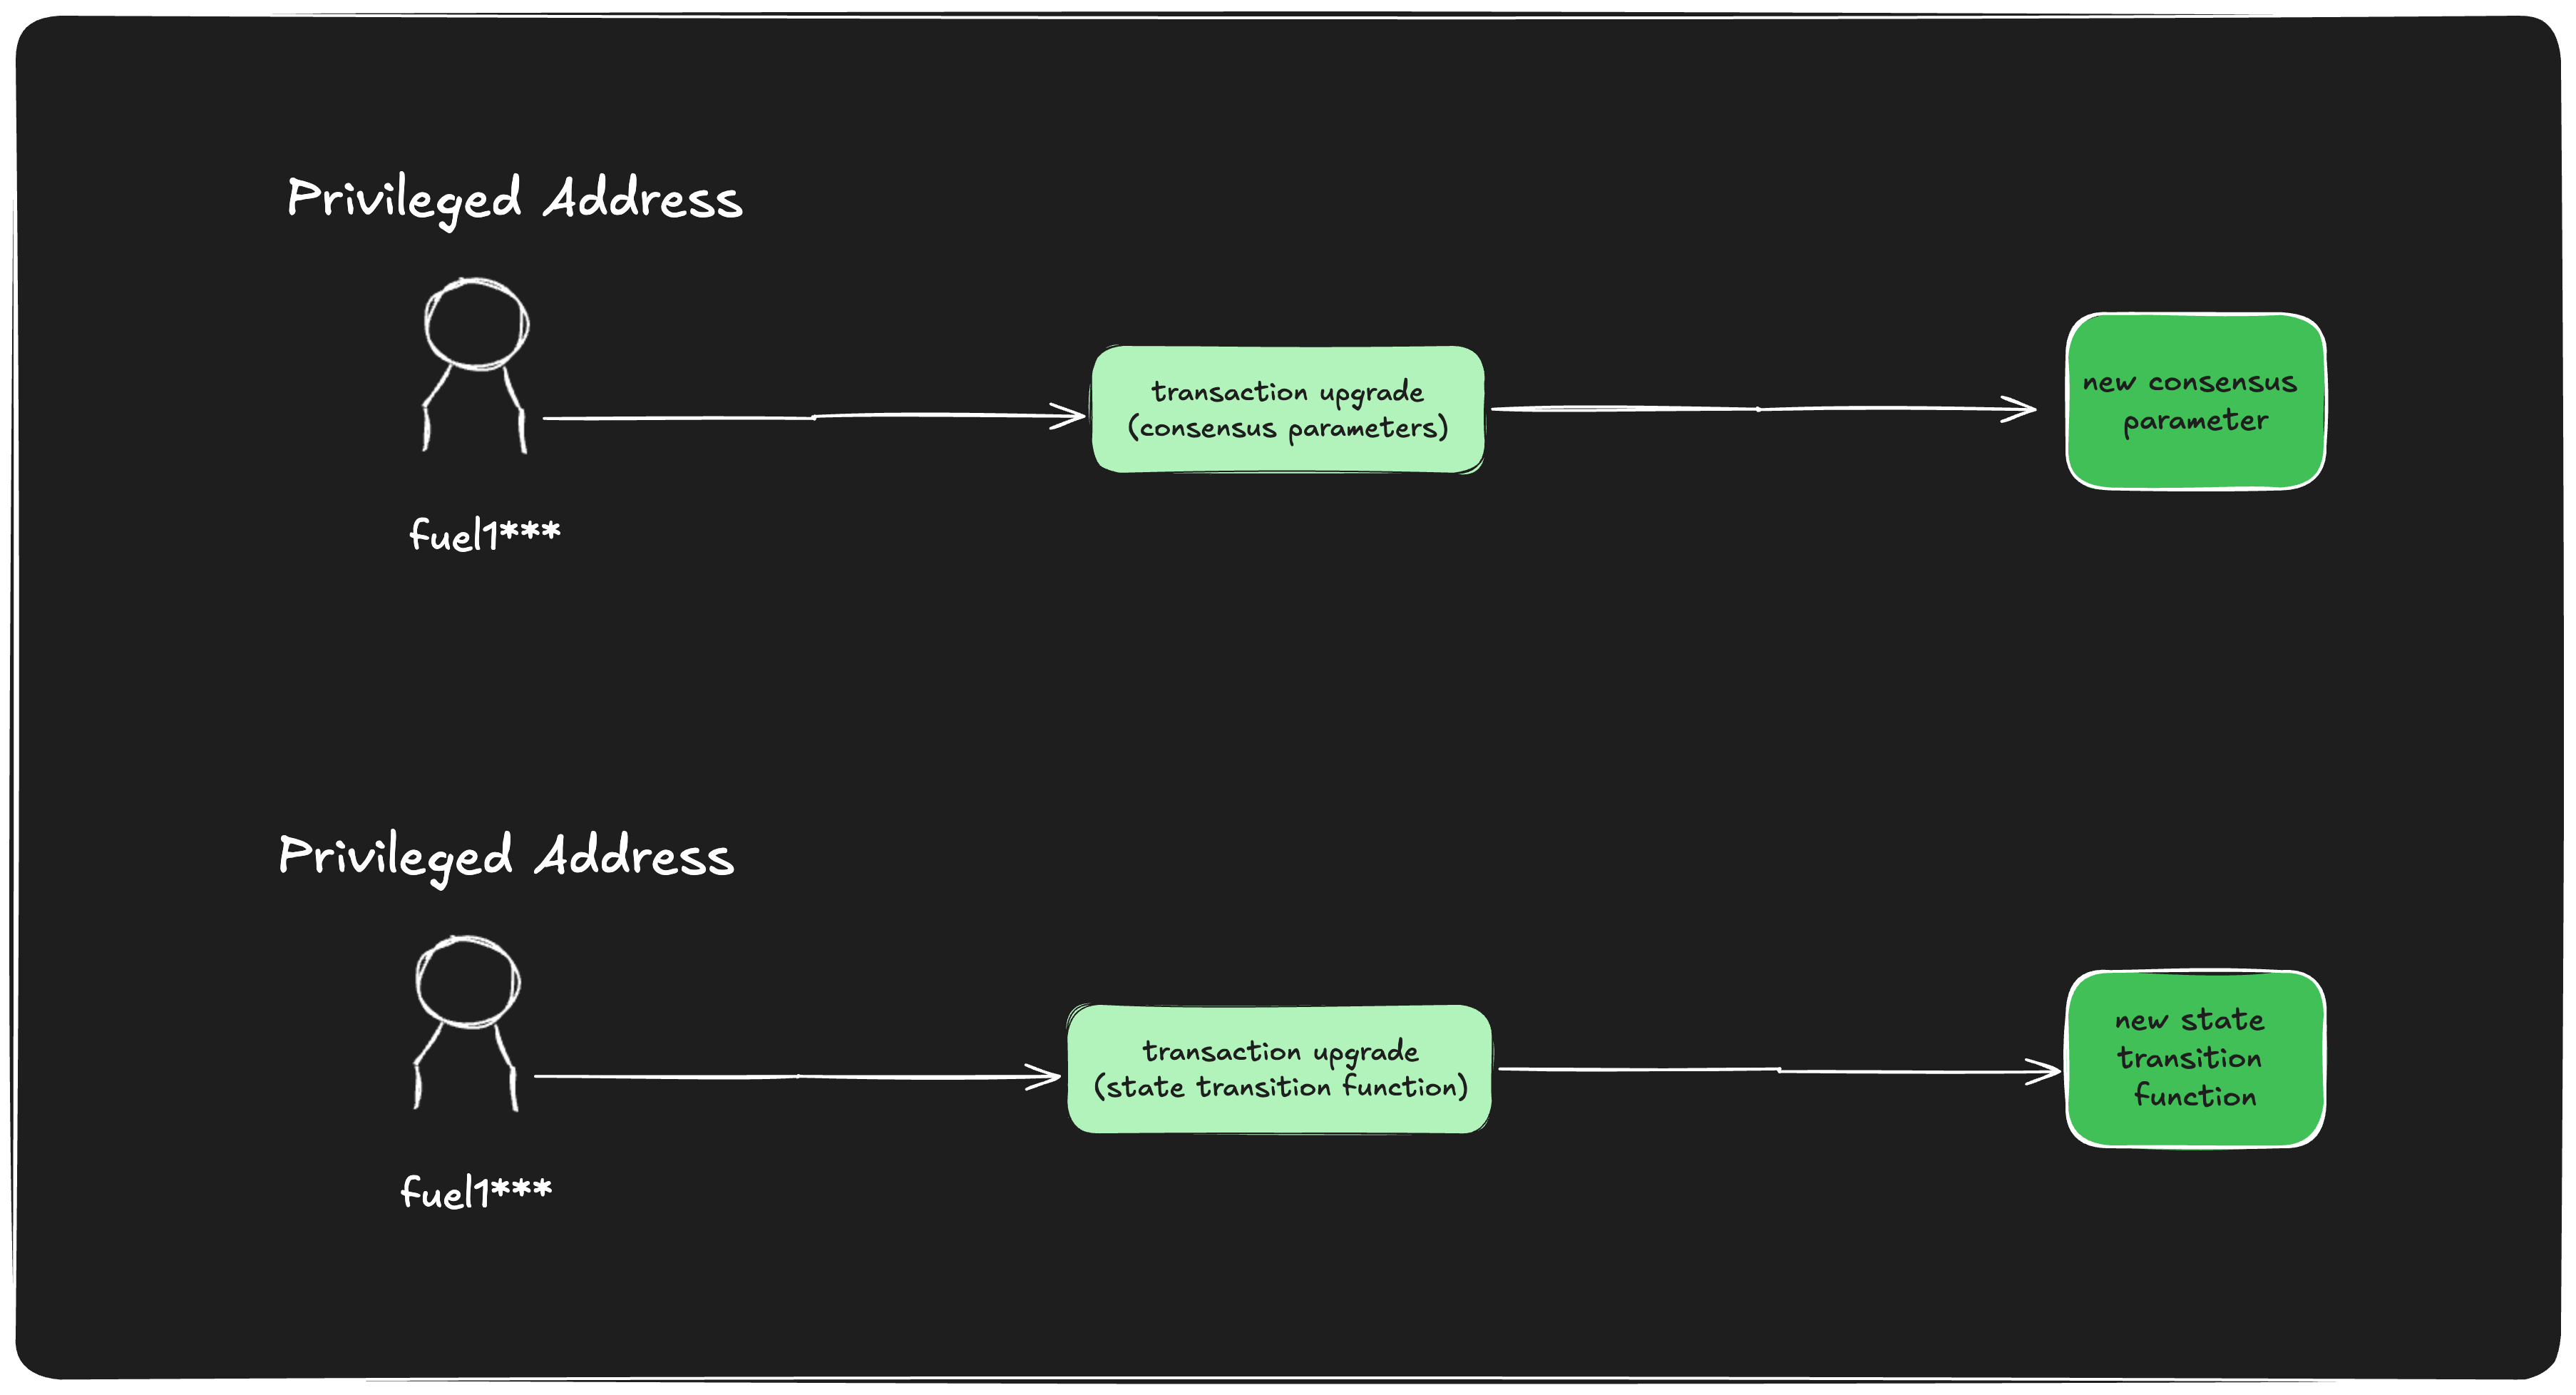 Privileged Address
transaction upgrade
(consensus parameters)
new consensus
parameter
fuel1***
Privileged Address
transaction upgrade
(state transition function)
new state
transition
function
fuel1***